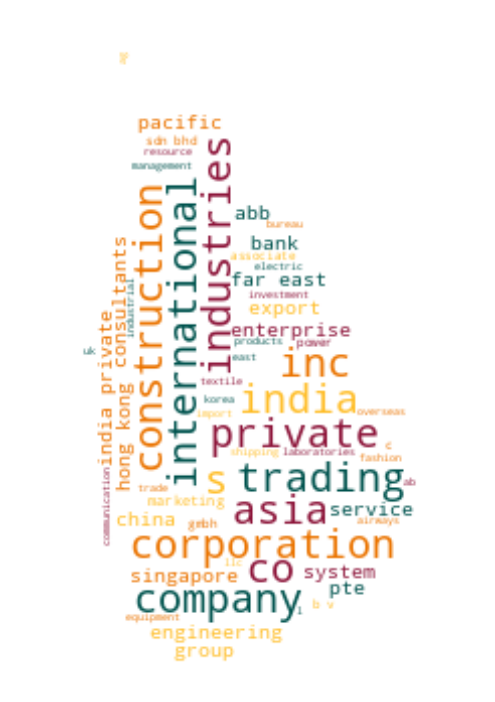 pacific
sdn bhd
resource
management
industries
international
construction
abb
bureau
bank
associate
electric
far east
investment
export
enterprise
products
power
east
hong kong
consultants
industrial
india private
uk
inc
textile
india
korea
import
overseas
private
c
shipping
laboratories
fashion
s
trading
ab
communication
trade
marketing
asia
service
china
gmbh
airways
corporation
llc
co
system
singapore
pte
company
l
b v
equipment
engineering
group